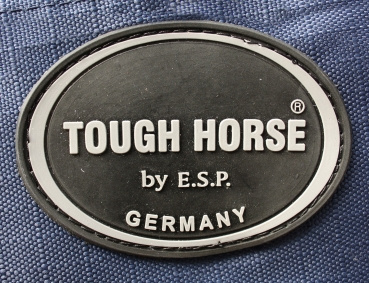 ®
TOUGH HORSE
by E.S.P.
GERMANY